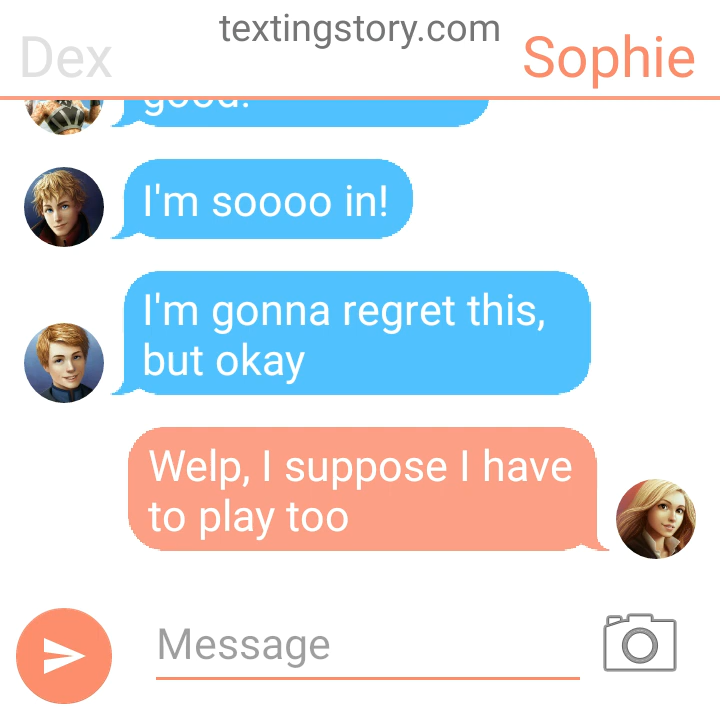 textingstory.com
Dex
Sophie
good!
I'm soooo in!
I'm gonna regret this,
but okay
Welp, I suppose I have
to play too
Message